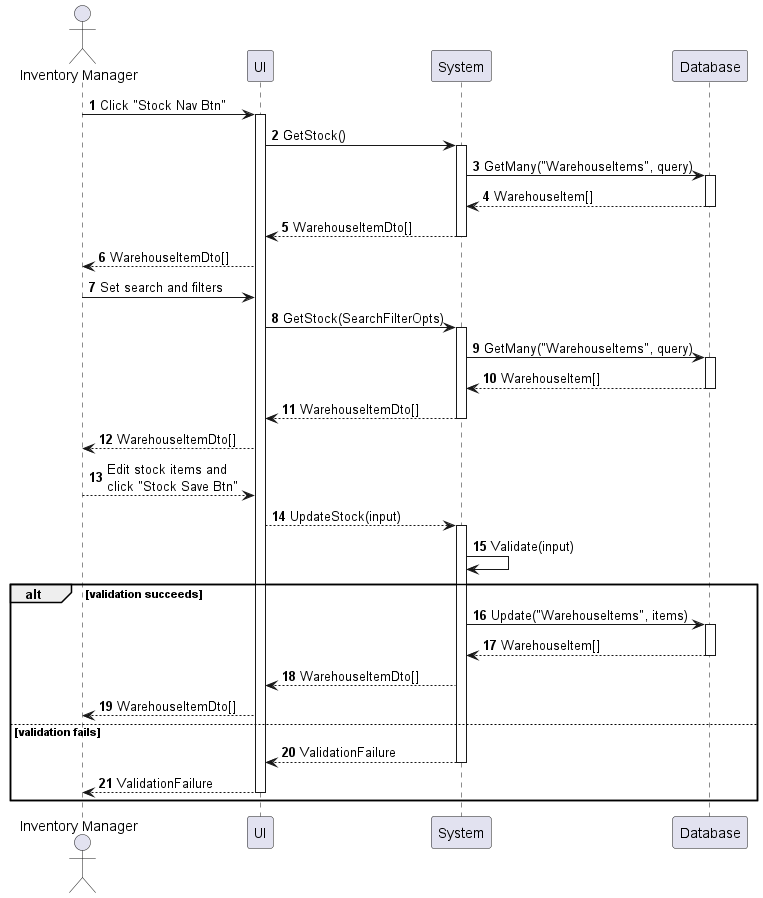 Inventory Manager
UI
System
Database
1 Click "Stock Nav Btn"
2 GetStock()
3 GetMany("WarehouseItems", query)
4 WarehouseItem[]
5 WarehouseItemDto[]
6 WarehouseItemDto[]
7 Set search and filters
8 GetStock(SearchFilterOpts)
9 GetMany("WarehouseItems", query)
10 WarehouseItem[]
11 WarehouseItemDto[]
12 WarehouseItemDto[]
13 Edit stock items and
click "Stock Save Btn"
14 UpdateStock(input)
15 Validate(input)
alt [validation succeeds]
16 Update("WarehouseItems", items)
17 WarehouseItem[]
18 WarehouseItemDto[]
19 WarehouseItemDto[]
[validation fails]
20 ValidationFailure
21 ValidationFailure
Inventory Manager
UI
System
Database